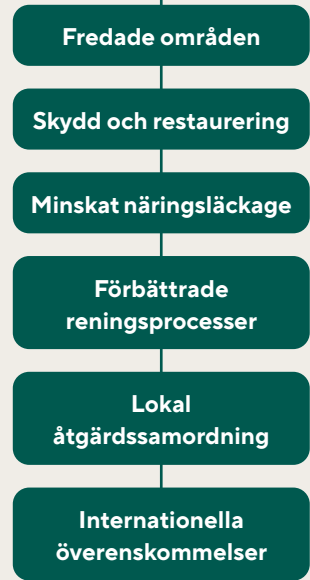 Fredade områden
Skydd och restaurering
Minskat näringsläckage
Förbättrade
reningsprocesser
Lokal
åtgärdssamordning
Internationella
överenskommelser